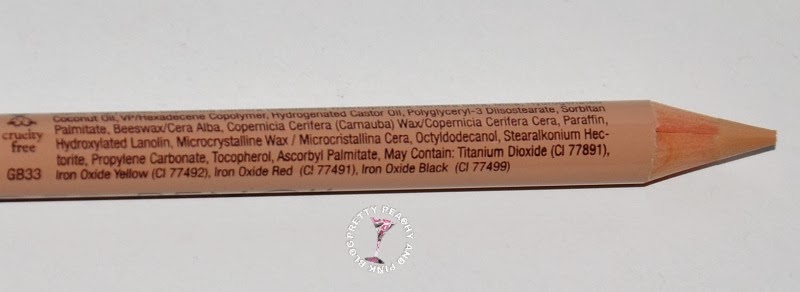 Coconut Oil, VP/Hexadecene Copolymer, Hydrogenated Castor Oil, Polyglyceryl-3 Diisostearate, Sorbitan
Palmitate, Beeswax/Cera Alba, Copernicia Cerifera (Carnauba) Wax/Copernicia Cerifera Cera, Paraffin,
Hydroxylated Lanolin, Microcrystalline Wax / Microcristallina Cera, Octyldodecanol, Stearalkonium Hec-
torite, Propylene Carbonate, Tocopherol, Ascorbyl Palmitate, May Contain: Titanium Dioxide (CI 77891),
Iron Oxide Yellow (CI 77492), Iron Oxide Red (CI 77491), Iron Oxide Black (CI 77499)
cruelty
free
GB33
PRETTY PEACHY AND PINK BLOG